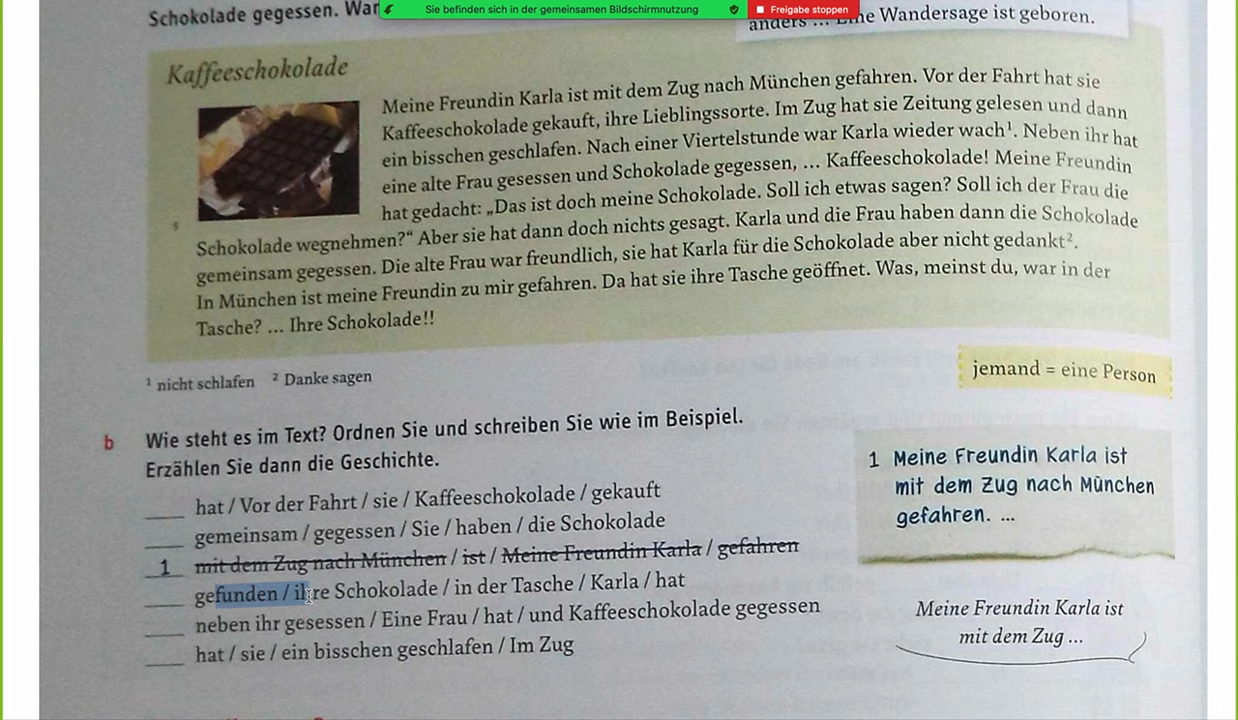 Schokolade gegessen. War
Sie befinden sich in der gemeinsamen Bildschirmnutzung
Freigabe stoppen
anders ... Eine Wandersage ist geboren.
Kaffeeschokolade
Meine Freundin Karla ist mit dem Zug nach München gefahren. Vor der Fahrt hat sie
Kaffeeschokolade gekauft, ihre Lieblingssorte. Im Zug hat sie Zeitung gelesen und dann
ein bisschen geschlafen. Nach einer Viertelstunde war Karla wieder wach¹. Neben ihr hat
eine alte Frau gesessen und Schokolade gegessen, ... Kaffeeschokolade! Meine Freundin
hat gedacht: „Das ist doch meine Schokolade. Soll ich etwas sagen? Soll ich der Frau die
5
Schokolade wegnehmen?“ Aber sie hat dann doch nichts gesagt. Karla und die Frau haben dann die Schokolade
gemeinsam gegessen. Die alte Frau war freundlich, sie hat Karla für die Schokolade aber nicht gedankt².
In München ist meine Freundin zu mir gefahren. Da hat sie ihre Tasche geöffnet. Was, meinst du, war in der
Tasche? ... Ihre Schokolade!!
¹ nicht schlafen ² Danke sagen
jemand = eine Person
b Wie steht es im Text? Ordnen Sie und schreiben Sie wie im Beispiel.
Erzählen Sie dann die Geschichte.
___ hat / Vor der Fahrt / sie / Kaffeeschokolade / gekauft
___ gemeinsam / gegessen / Sie / haben / die Schokolade
1 mit dem Zug nach München / ist / Meine Freundin Karla / gefahren
___ gefunden / ihre Schokolade / in der Tasche / Karla / hat
___ neben ihr gesessen / Eine Frau / hat / und Kaffeeschokolade gegessen
___ hat / sie / ein bisschen geschlafen / Im Zug
1 Meine Freundin Karla ist
mit dem Zug nach München
gefahren. ...
Meine Freundin Karla ist
mit dem Zug ...